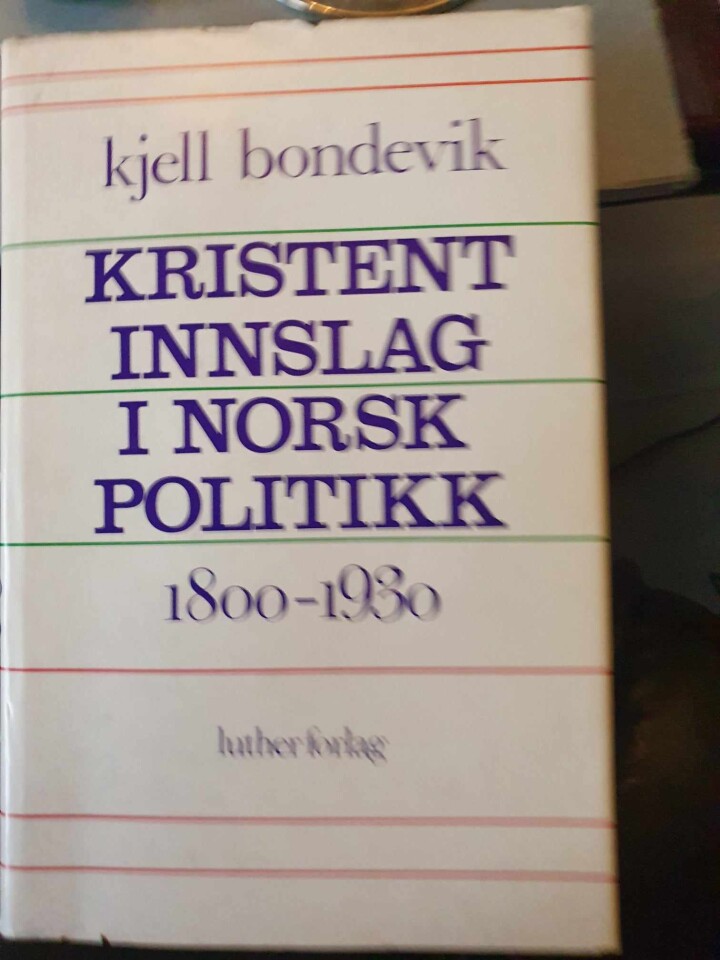 kjell bondevik
KRISTENT
INNSLAG
I NORSK
POLITIKK
1800-1930
luther forlag